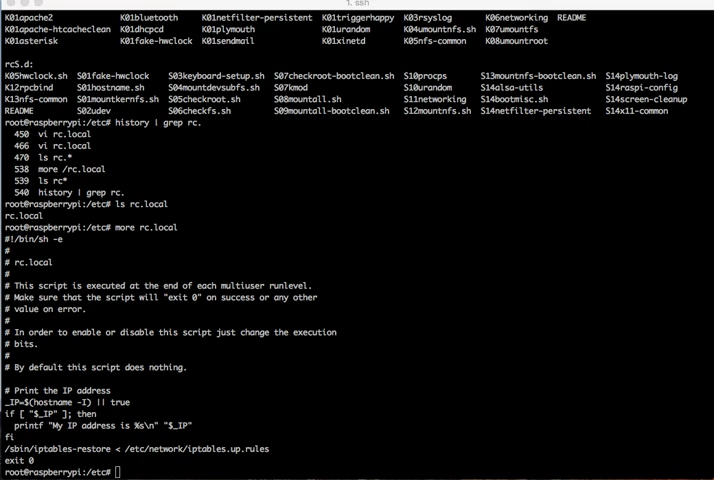 1. ssh
K01apache2 K01bluetooth K01netfilter-persistent K01triggerhappy K03rsyslog K06networking README
K01apache-htcacheclean K01dhcpcd K01plymouth K01urandom K04umountnfs.sh K07umountfs
K01asterisk K01fake-hwclock K01sendmail K01xinetd K05nfs-common K08umountroot
rcS.d:
K05hwclock.sh S01fake-hwclock S03keyboard-setup.sh S07checkroot-bootclean.sh S10procps S13mountnfs-bootclean.sh S14plymouth-log
K12rpcbind S01hostname.sh S04mountdevsubfs.sh S07kmod S10urandom S14alsa-utils S14raspi-config
K13nfs-common S01mountkernfs.sh S05checkroot.sh S08mountall.sh S11networking S14bootmisc.sh S14screen-cleanup
README S02udev S06checkfs.sh S09mountall-bootclean.sh S12mountnfs.sh S14netfilter-persistent S14x11-common
root@raspberrypi:/etc# history | grep rc.
450 vi rc.local
466 vi rc.local
470 ls rc.*
538 more /rc.local
539 ls rc*
540 history | grep rc.
root@raspberrypi:/etc# ls rc.local
rc.local
root@raspberrypi:/etc# more rc.local
#!/bin/sh -e
#
# rc.local
#
# This script is executed at the end of each multiuser runlevel.
# Make sure that the script will "exit 0" on success or any other
# value on error.
#
# In order to enable or disable this script just change the execution
# bits.
#
# By default this script does nothing.
# Print the IP address
_IP=$(hostname -I) || true
if [ "$_IP" ]; then
printf "My IP address is %s\n" "$_IP"
fi
/sbin/iptables-restore < /etc/network/iptables.up.rules
exit 0
root@raspberrypi:/etc#